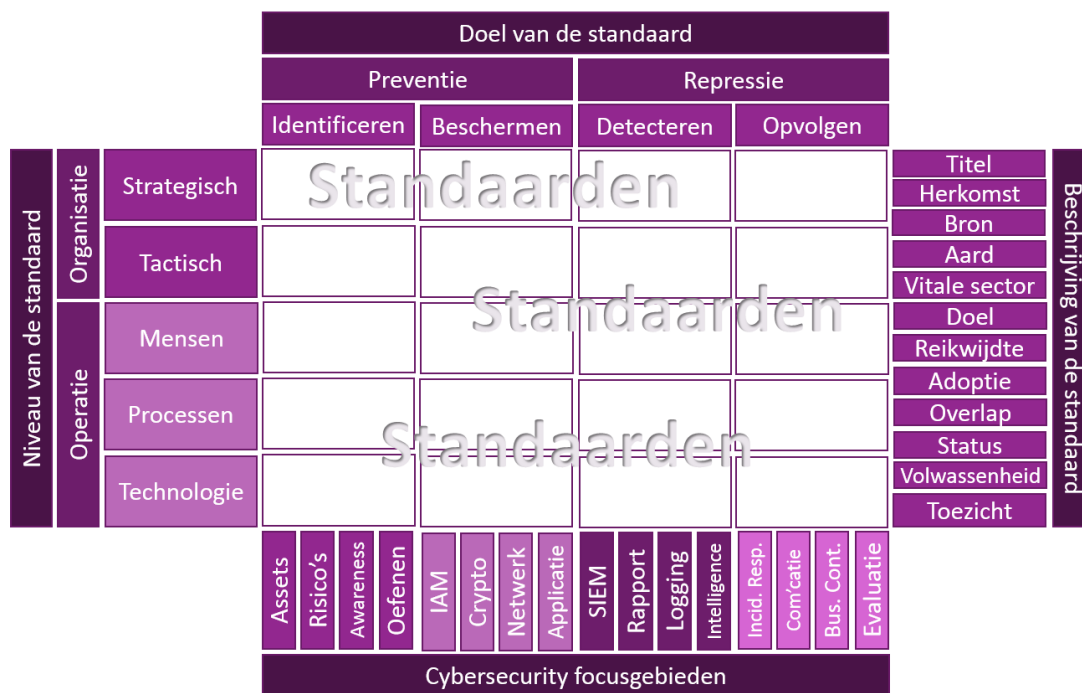 Doel van de standaard
Preventie
Repressie
Identificeren
Beschermen
Detecteren
Opvolgen
Niveau van de standaard
Organisatie
Operatie
Strategisch
Tactisch
Mensen
Processen
Technologie
Standaarden
Standaarden
Standaarden
Titel
Herkomst
Bron
Aard
Vitale sector
Doel
Reikwijdte
Adoptie
Overlap
Status
Volwassenheid
Toezicht
Beschrijving van de standaard
Assets
Risico's
Awareness
Oefenen
IAM
Crypto
Netwerk
Applicatie
SIEM
Rapport
Logging
Intelligence
Incid. Resp.
Com'catie
Bus. Cont.
Evaluatie
Cybersecurity focusgebieden